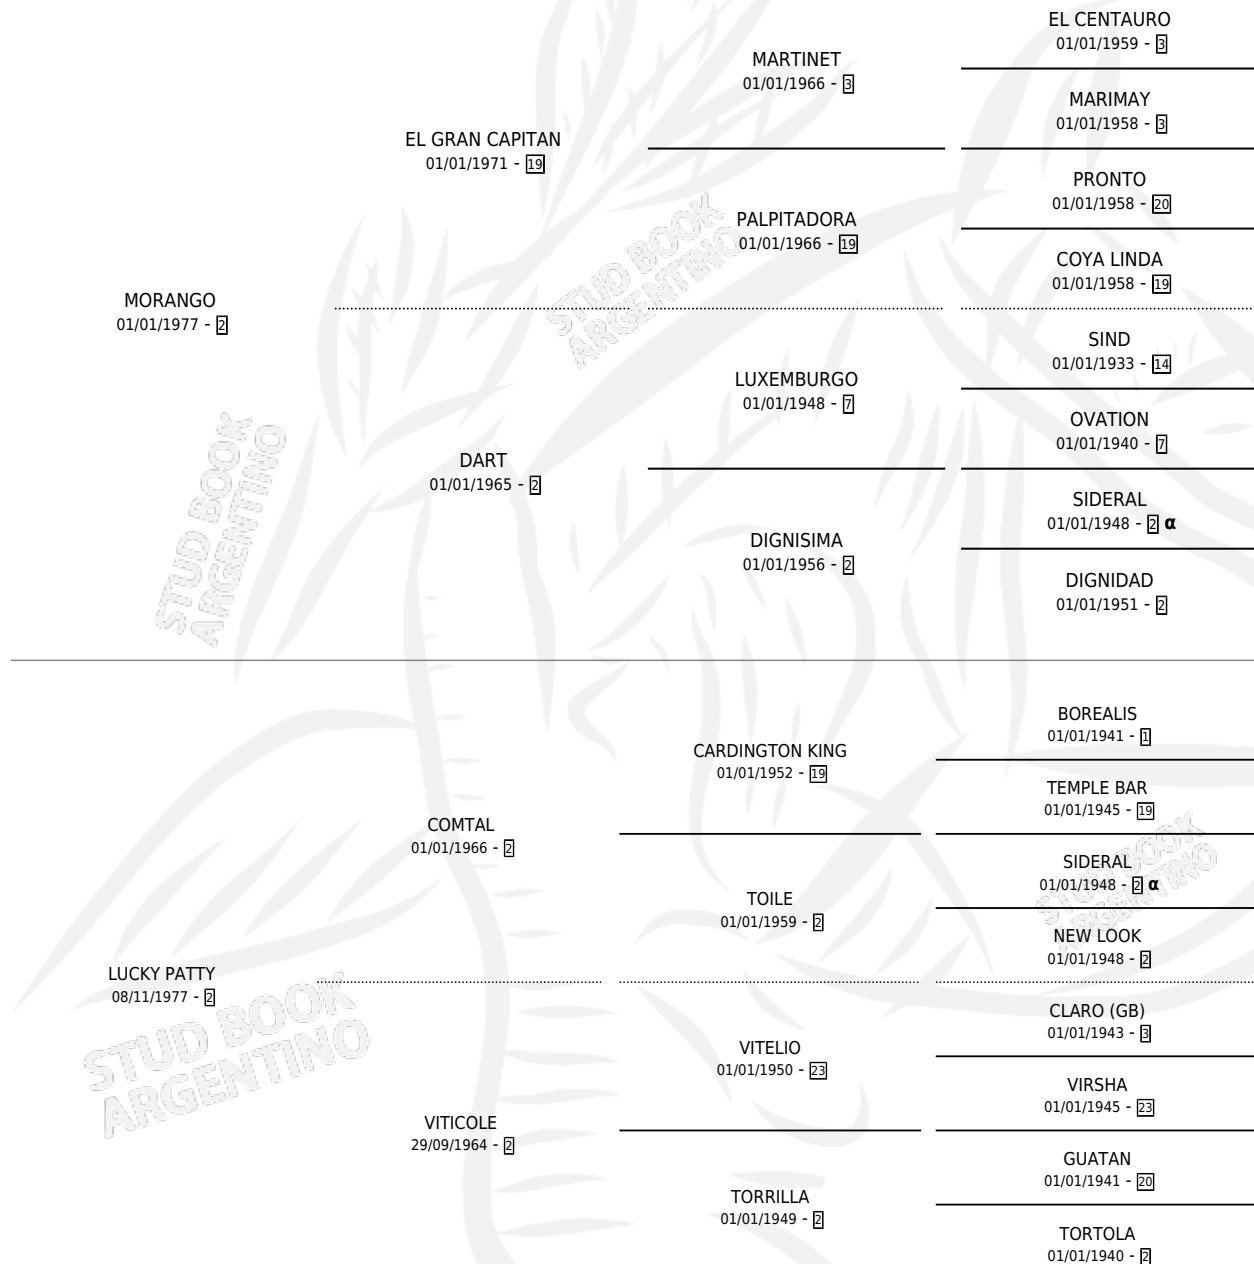 EL CENTAURO
01/01/1959 - 3
MARTINET
01/01/1966 - 3
MARIMAY
01/01/1958 - 3
EL GRAN CAPITAN
01/01/1971 - 19
PRONTO
01/01/1958 - 20
PALPITADORA
01/01/1966 - 19
COYA LINDA
01/01/1958 - 19
MORANGO
01/01/1977 - 2
SIND
01/01/1933 - 14
LUXEMBURGO
01/01/1948 - 7
OVATION
01/01/1940 - 7
DART
01/01/1965 - 2
SIDERAL
01/01/1948 - 2 α
DIGNISIMA
01/01/1956 - 2
DIGNIDAD
01/01/1951 - 2
BOREALIS
01/01/1941 - 1
CARDINGTON KING
01/01/1952 - 19
TEMPLE BAR
01/01/1945 - 19
COMTAL
01/01/1966 - 2
SIDERAL
01/01/1948 - 2 α
TOILE
01/01/1959 - 2
NEW LOOK
01/01/1948 - 2
LUCKY PATTY
08/11/1977 - 2
CLARO (GB)
01/01/1943 - 3
VITELIO
01/01/1950 - 23
VIRSHA
01/01/1945 - 23
VITICOLE
29/09/1964 - 2
GUATAN
01/01/1941 - 20
TORRILLA
01/01/1949 - 2
TORTOLA
01/01/1940 - 2
STUD BOOK
ARGENTINO
STUD BOOK
ARGENTINO
STUD BOOK
ARGENTINO
STUD BOOK
ARGENTINO